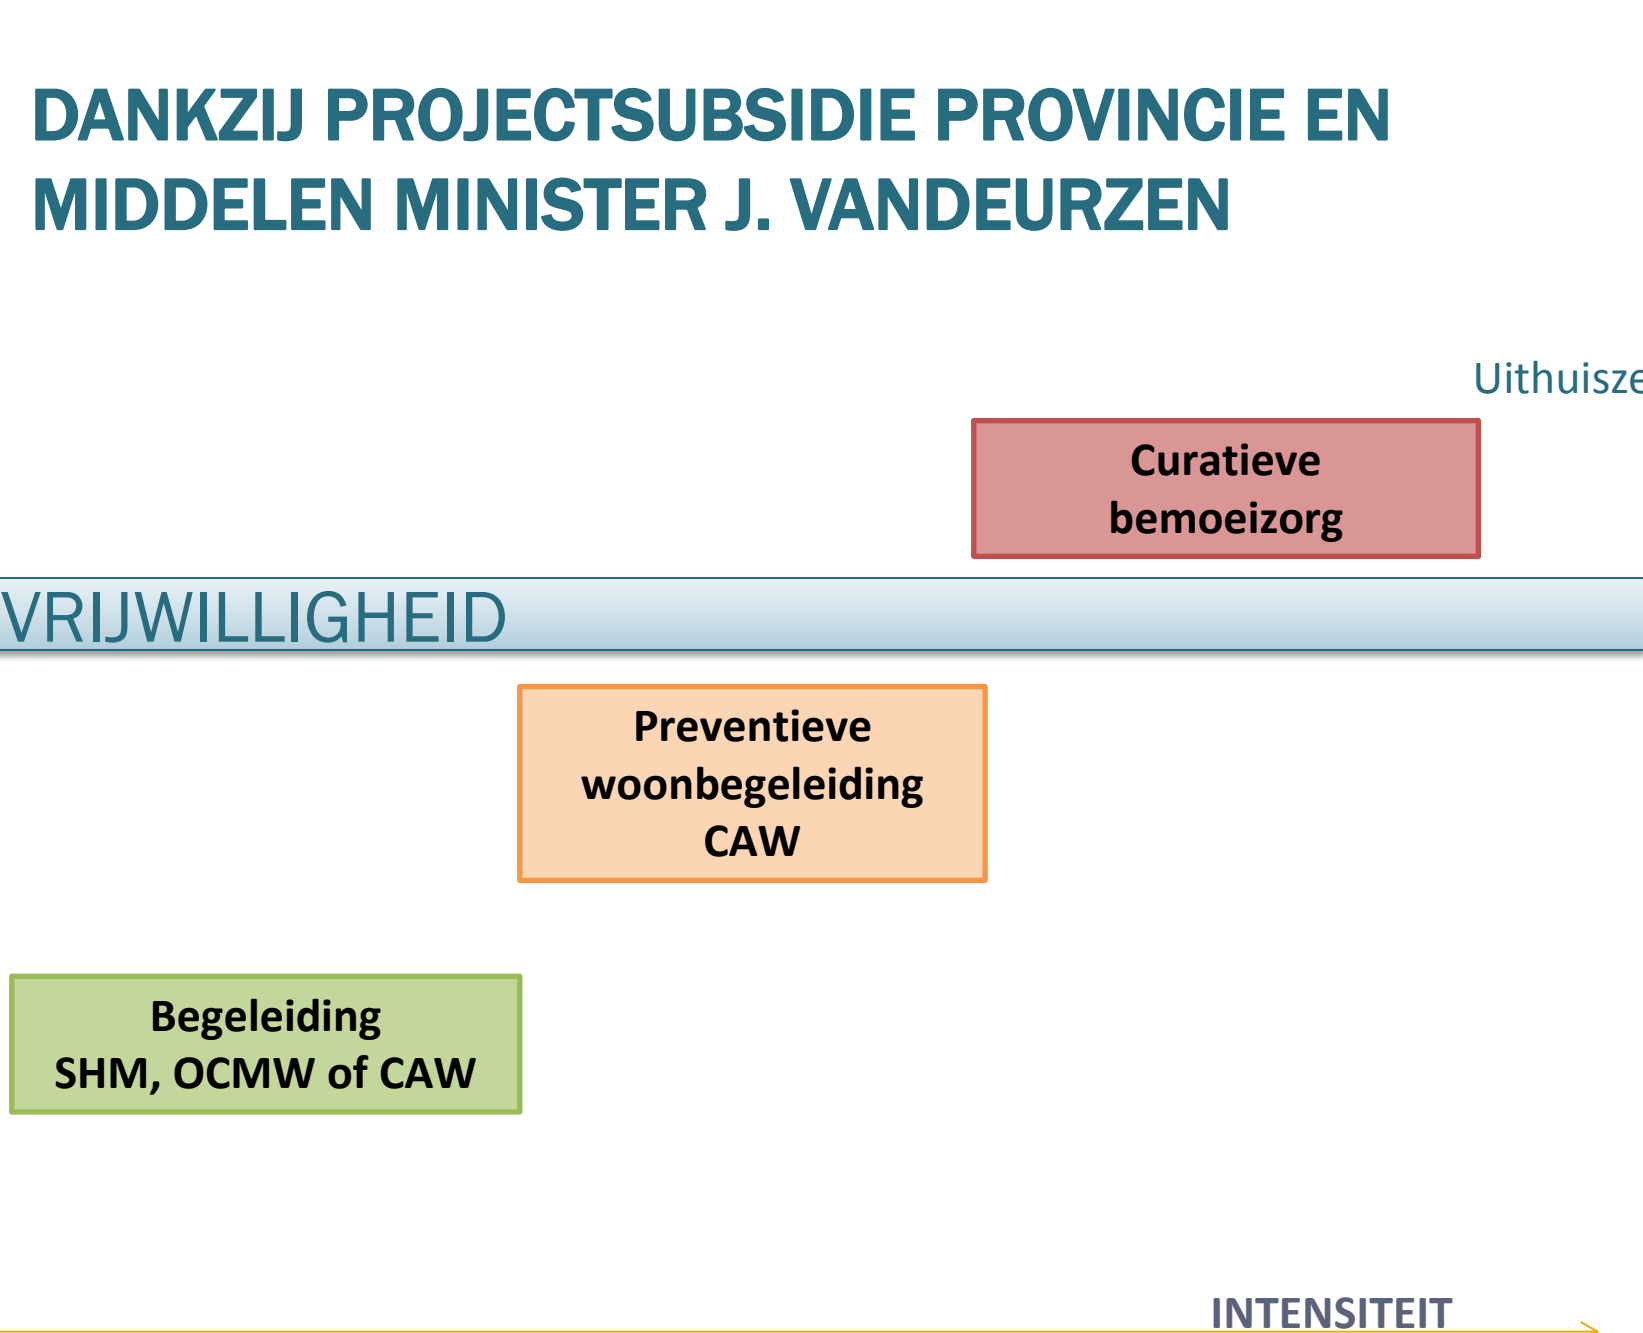 DANKZIJ PROJECTSUBSIDIE PROVINCIE EN
MIDDELEN MINISTER J. VANDEURZEN
Uithuisze
Curatieve
bemoeizorg
VRIJWILLIGHEID
Preventieve
woonbegeleiding
CAW
Begeleiding
SHM, OCMW of CAW
INTENSITEIT